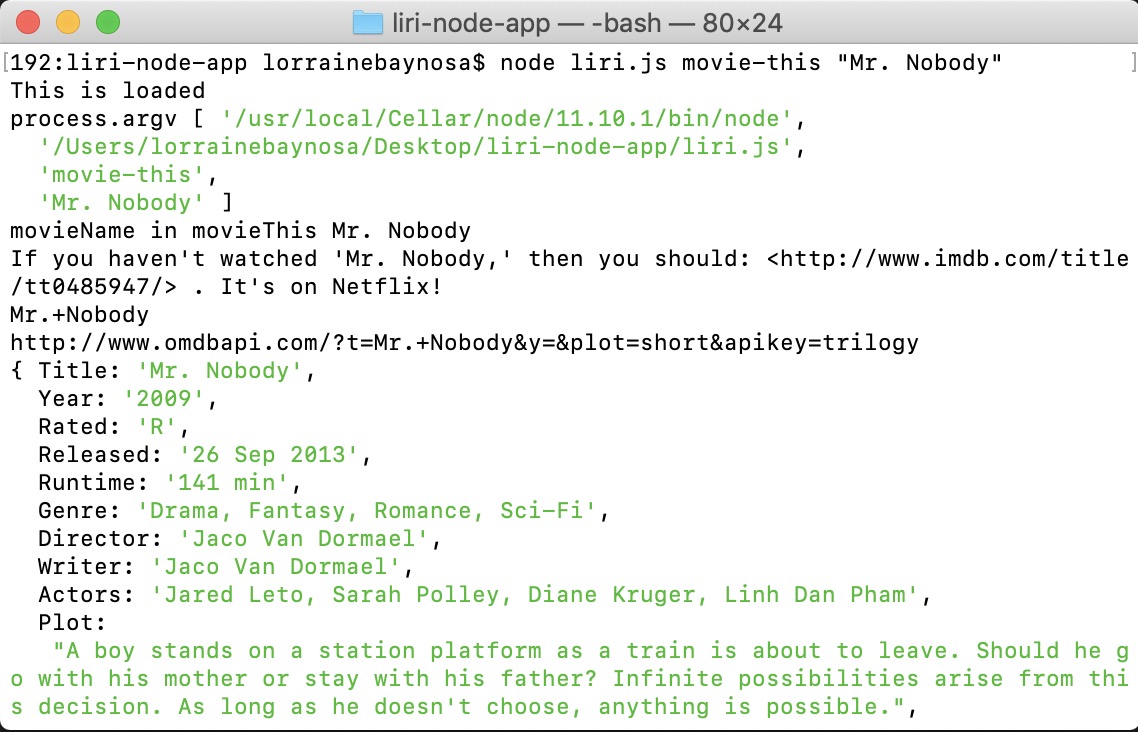 liri-node-app — -bash — 80×24
[192:liri-node-app lorrainebaynosa$ node liri.js movie-this "Mr. Nobody" ]
This is loaded
process.argv [ '/usr/local/Cellar/node/11.10.1/bin/node',
  '/Users/lorrainebaynosa/Desktop/liri-node-app/liri.js',
  'movie-this',
  'Mr. Nobody' ]
movieName in movieThis Mr. Nobody
If you haven't watched 'Mr. Nobody,' then you should: <http://www.imdb.com/title
/tt0485947/> . It's on Netflix!
Mr.+Nobody
http://www.omdbapi.com/?t=Mr.+Nobody&y=&plot=short&apikey=trilogy
{ Title: 'Mr. Nobody',
  Year: '2009',
  Rated: 'R',
  Released: '26 Sep 2013',
  Runtime: '141 min',
  Genre: 'Drama, Fantasy, Romance, Sci-Fi',
  Director: 'Jaco Van Dormael',
  Writer: 'Jaco Van Dormael',
  Actors: 'Jared Leto, Sarah Polley, Diane Kruger, Linh Dan Pham',
  Plot:
   "A boy stands on a station platform as a train is about to leave. Should he g
o with his mother or stay with his father? Infinite possibilities arise from thi
s decision. As long as he doesn't choose, anything is possible.",